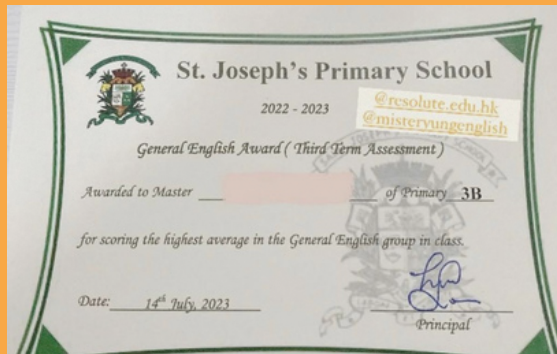 St. Joseph's Primary School
2022 - 2023
@resolute.edu.hk
@misteryungenglish
General English Award ( Third Term Assessment )
Awarded to Master of Primary 3B
for scoring the highest average in the General English group in class.
Date: 14th July, 2023
Principal